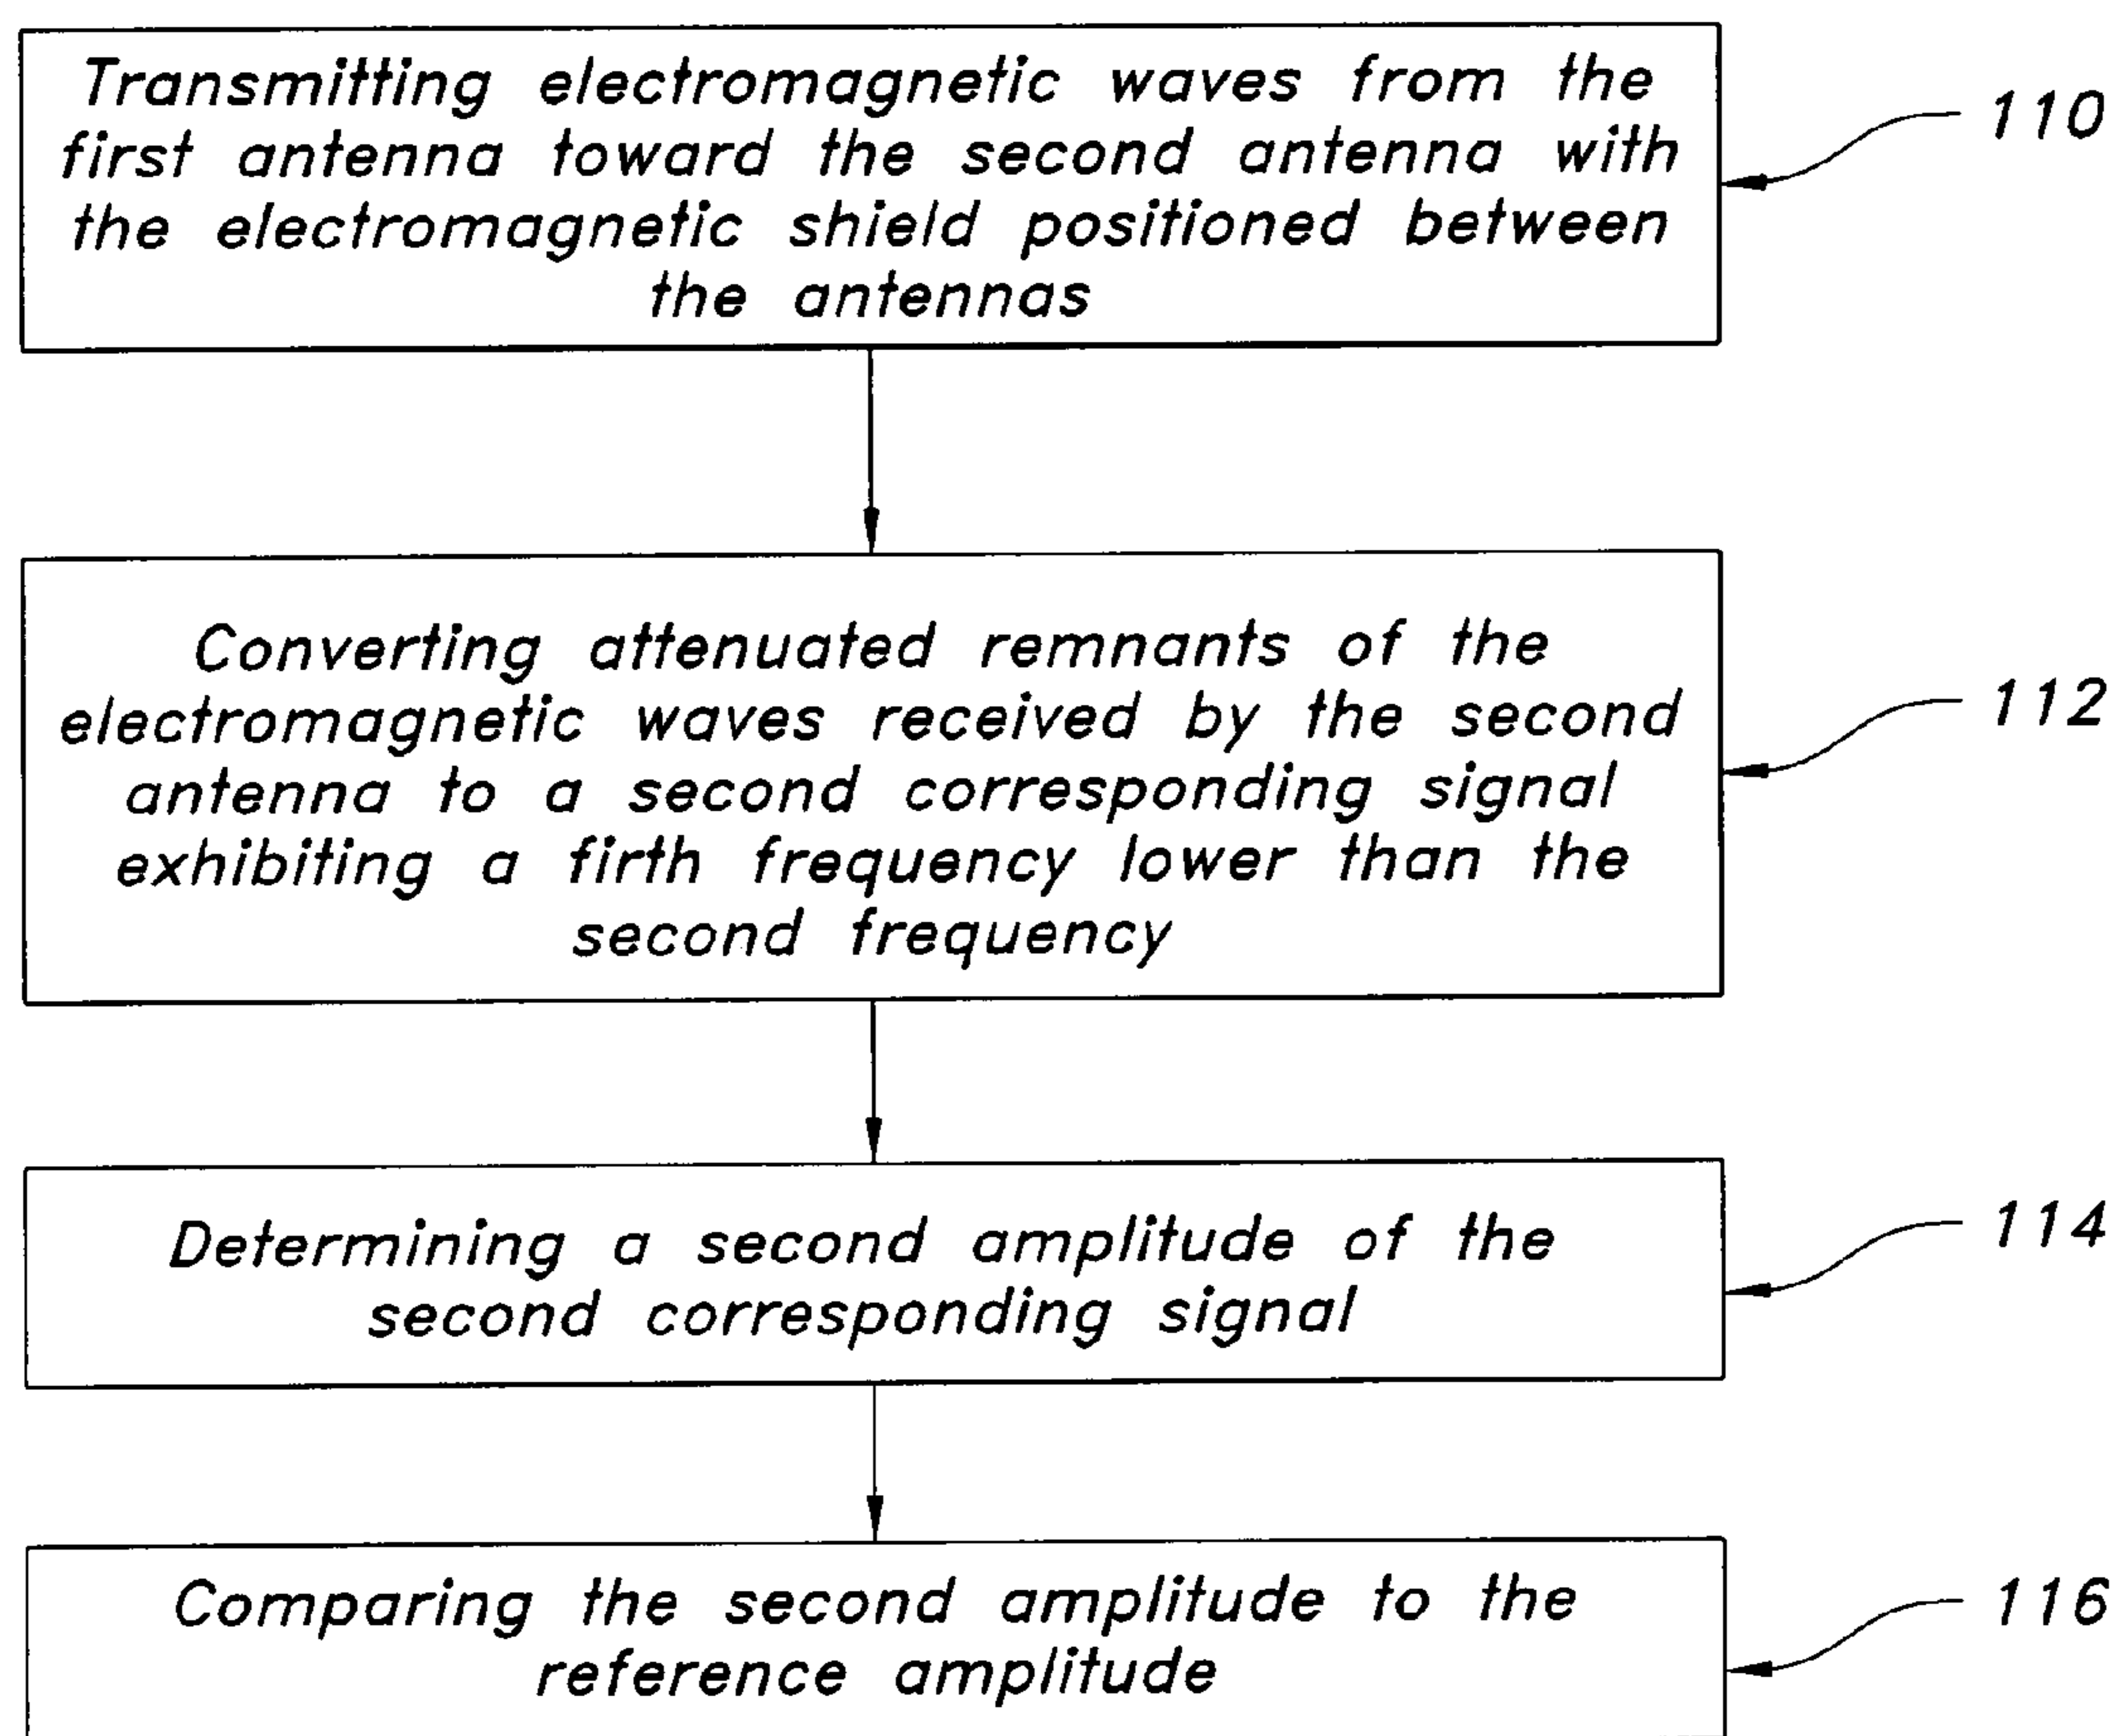 Transmitting electromagnetic waves from the
first antenna toward the second antenna with
the electromagnetic shield positioned between
the antennas
110
Converting attenuated remnants of the
electromagnetic waves received by the second
antenna to a second corresponding signal
exhibiting a firth frequency lower than the
second frequency
112
Determining a second amplitude of the
second corresponding signal
114
Comparing the second amplitude to the
reference amplitude
116